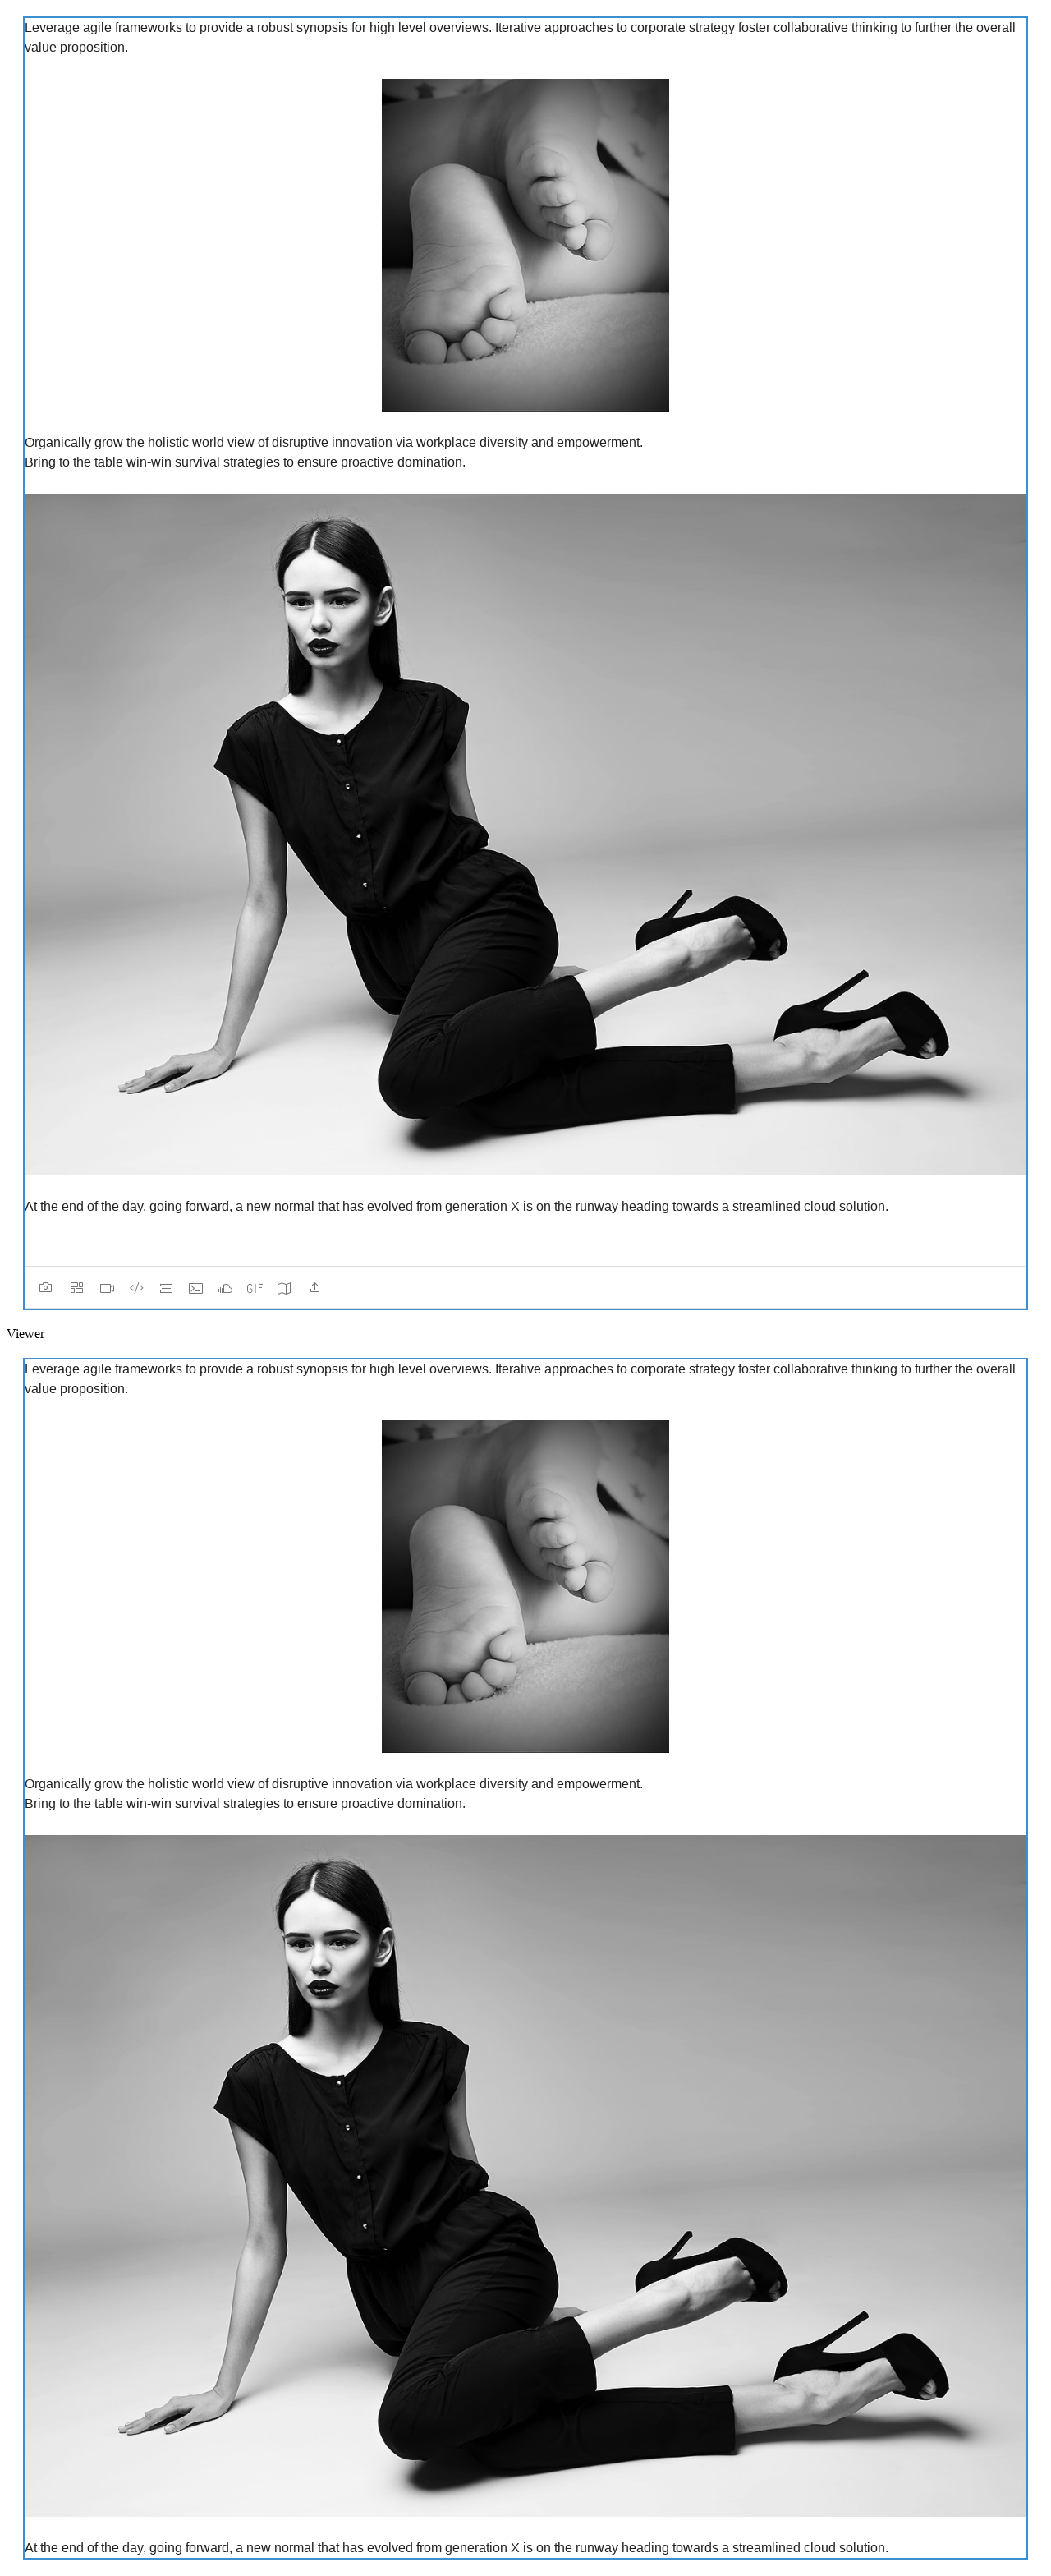 Leverage agile frameworks to provide a robust synopsis for high level overviews. Iterative approaches to corporate strategy foster collaborative thinking to further the overall
value proposition.
Organically grow the holistic world view of disruptive innovation via workplace diversity and empowerment.
Bring to the table win-win survival strategies to ensure proactive domination.
At the end of the day, going forward, a new normal that has evolved from generation X is on the runway heading towards a streamlined cloud solution.
GIF
Viewer
Leverage agile frameworks to provide a robust synopsis for high level overviews. Iterative approaches to corporate strategy foster collaborative thinking to further the overall
value proposition.
Organically grow the holistic world view of disruptive innovation via workplace diversity and empowerment.
Bring to the table win-win survival strategies to ensure proactive domination.
At the end of the day, going forward, a new normal that has evolved from generation X is on the runway heading towards a streamlined cloud solution.